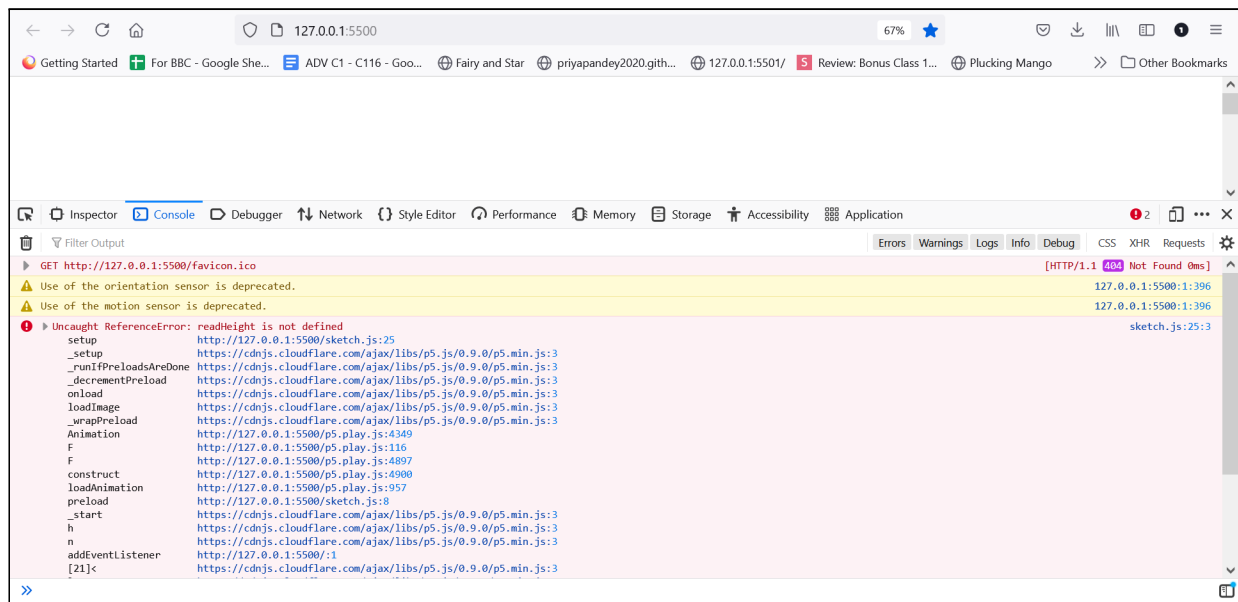 127.0.0.1:5500
67%
1
Getting Started
For BBC - Google She...
ADV C1 - C116 - Goo...
Fairy and Star
priyapandey2020.gith...
127.0.0.1:5501/
S
Review: Bonus Class 1...
Plucking Mango
Other Bookmarks
Inspector
Console
Debugger
Network
{} Style Editor
Performance
Memory
Storage
Accessibility
Application
2
Filter Output
Errors
Warnings
Logs
Info
Debug
CSS
XHR
Requests
GET http://127.0.0.1:5500/favicon.ico [HTTP/1.1 404 Not Found 0ms]
Use of the orientation sensor is deprecated. 127.0.0.1:5500:1:396
Use of the motion sensor is deprecated. 127.0.0.1:5500:1:396
Uncaught ReferenceError: readHeight is not defined sketch.js:25:3
setup http://127.0.0.1:5500/sketch.js:25
_setup https://cdnjs.cloudflare.com/ajax/libs/p5.js/0.9.0/p5.min.js:3
_runIfPreloadsAreDone https://cdnjs.cloudflare.com/ajax/libs/p5.js/0.9.0/p5.min.js:3
_decrementPreload https://cdnjs.cloudflare.com/ajax/libs/p5.js/0.9.0/p5.min.js:3
onload https://cdnjs.cloudflare.com/ajax/libs/p5.js/0.9.0/p5.min.js:3
loadImage https://cdnjs.cloudflare.com/ajax/libs/p5.js/0.9.0/p5.min.js:3
_wrapPreload https://cdnjs.cloudflare.com/ajax/libs/p5.js/0.9.0/p5.min.js:3
Animation http://127.0.0.1:5500/p5.play.js:4349
F http://127.0.0.1:5500/p5.play.js:116
F http://127.0.0.1:5500/p5.play.js:4897
construct http://127.0.0.1:5500/p5.play.js:4900
loadAnimation http://127.0.0.1:5500/p5.play.js:957
preload http://127.0.0.1:5500/sketch.js:8
_start https://cdnjs.cloudflare.com/ajax/libs/p5.js/0.9.0/p5.min.js:3
h https://cdnjs.cloudflare.com/ajax/libs/p5.js/0.9.0/p5.min.js:3
n https://cdnjs.cloudflare.com/ajax/libs/p5.js/0.9.0/p5.min.js:3
addEventListener http://127.0.0.1:5500/:1
[21]< https://cdnjs.cloudflare.com/ajax/libs/p5.js/0.9.0/p5.min.js:3